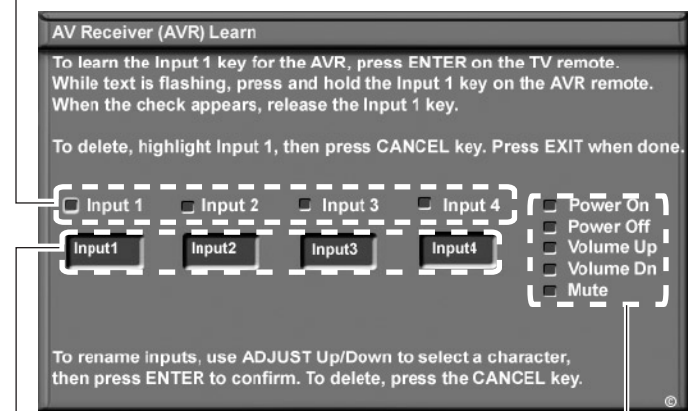 AV Receiver (AVR) Learn
To learn the Input 1 key for the AVR, press ENTER on the TV remote.
While text is flashing, press and hold the Input 1 key on the AVR remote.
When the check appears, release the Input 1 key.
To delete, highlight Input 1, then press CANCEL key. Press EXIT when done.
Input 1 Input 2 Input 3 Input 4
Input1 Input2 Input3 Input4
Power On
Power Off
Volume Up
Volume Dn
Mute
To rename inputs, use ADJUST Up/Down to select a character,
then press ENTER to confirm. To delete, press the CANCEL key.
©